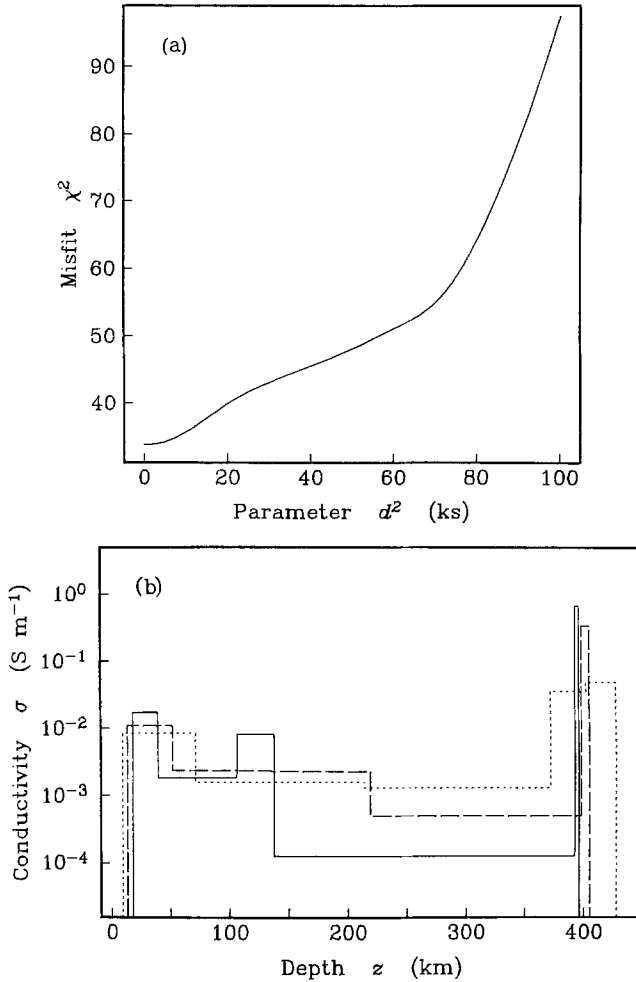 (a)
90
80
70
60
50
40
Misfit χ²
0 20 40 60 80 100
Parameter d² (ks)
(b)
10⁰
10⁻¹
10⁻²
10⁻³
10⁻⁴
Conductivity σ (S m⁻¹)
0 100 200 300 400
Depth z (km)